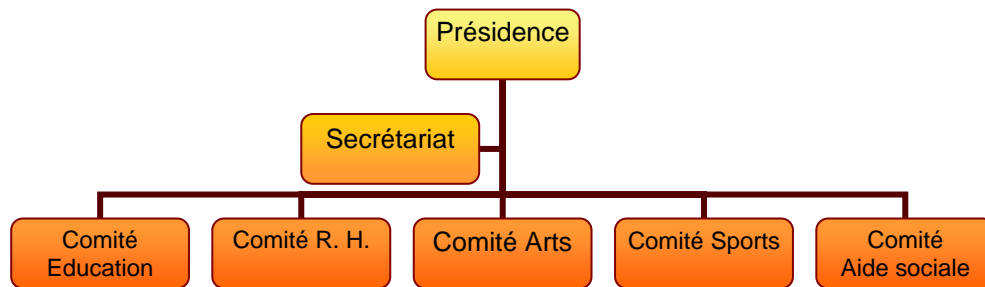 Présidence
Secrétariat
Comité
Education
Comité R. H.
Comité Arts
Comité Sports
Comité
Aide sociale